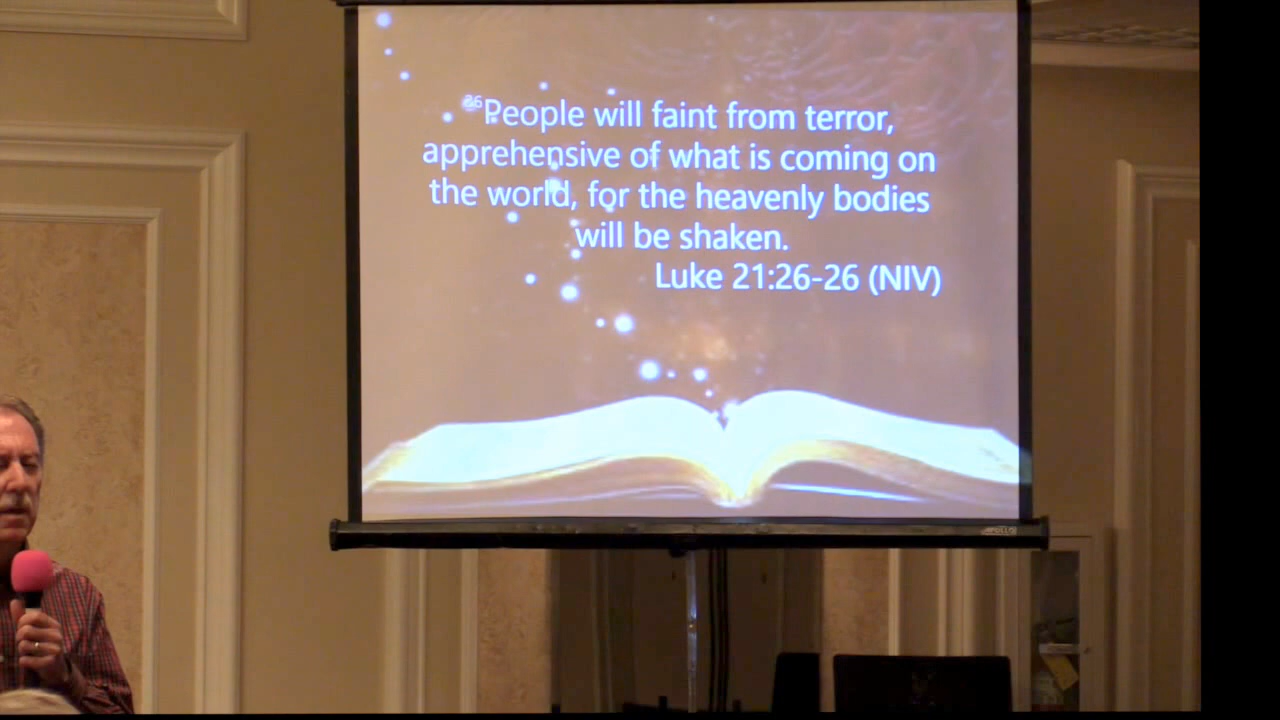 26People will faint from terror,
apprehensive of what is coming on
the world, for the heavenly bodies
will be shaken.
Luke 21:26-26 (NIV)